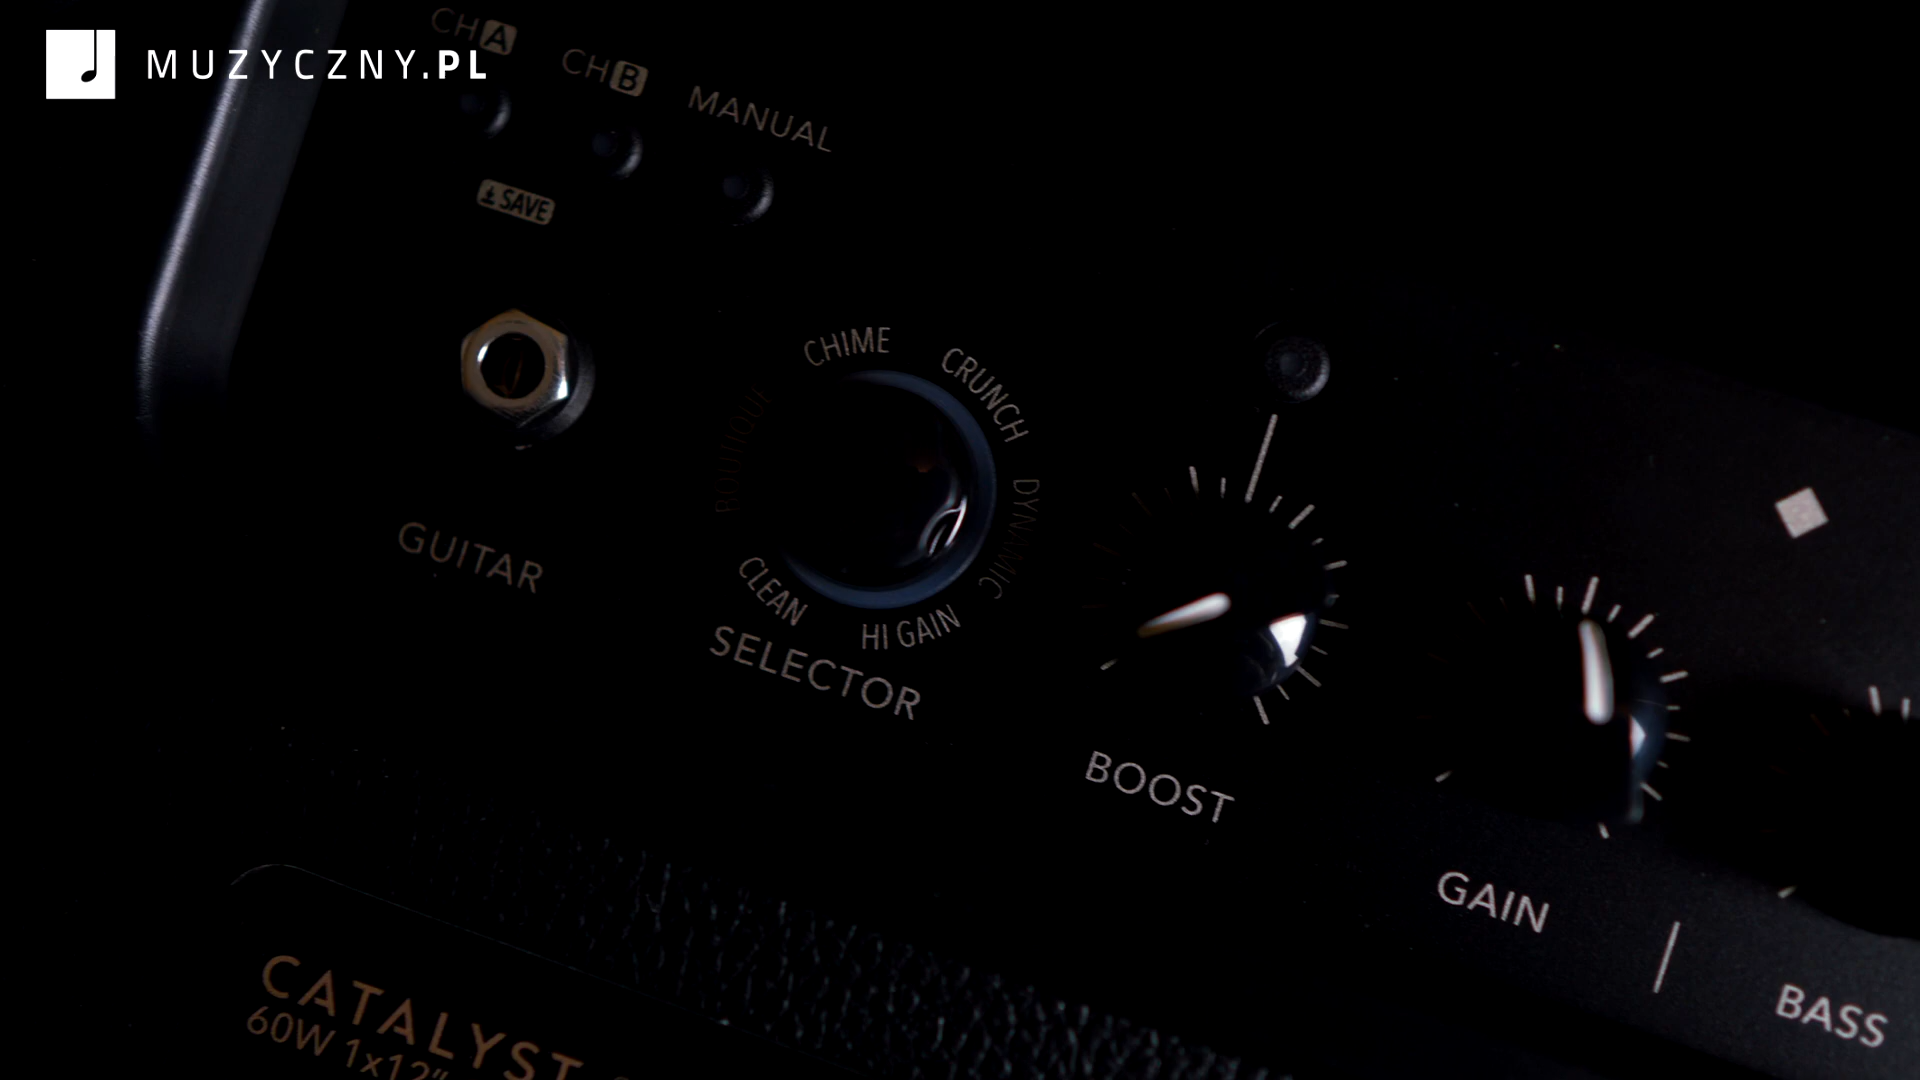 MUZYCZNY.PL
CH A
CH B
MANUAL
SAVE
GUITAR
BOUTIQUE
CHIME
CRUNCH
DYNAMIC
HI GAIN
CLEAN
SELECTOR
BOOST
GAIN
BASS
CATALYST
60W 1x12"